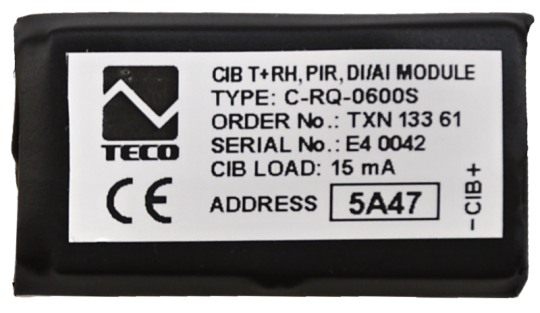 CIB T+RH, PIR, DI/AI MODULE
TYPE: C-RQ-0600S
ORDER No.: TXN 133 61
SERIAL No.: E4 0042
CIB LOAD: 15 mA
ADDRESS 5A47
TECO
CE
−CIB+